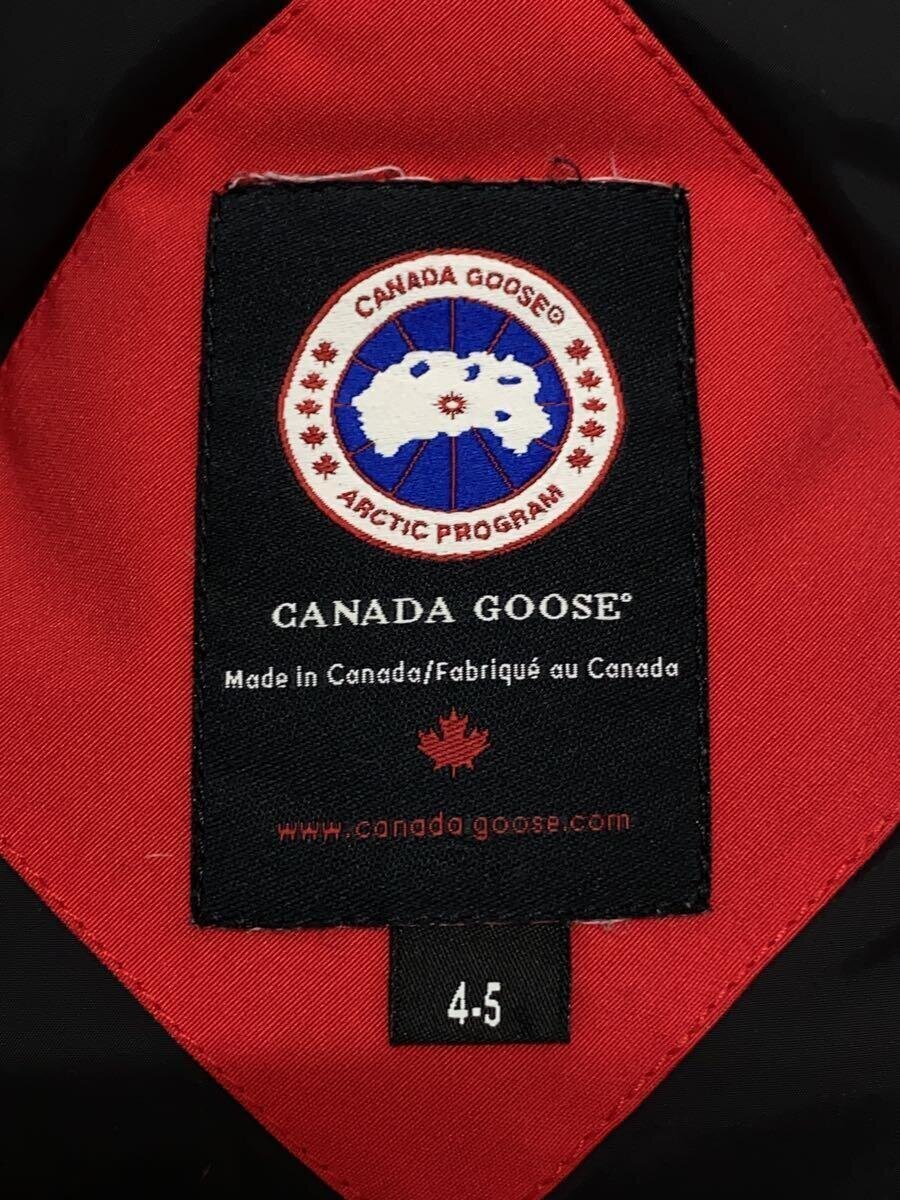 CANADA GOOSE®
ARCTIC PROGRAM
CANADA GOOSE®
Made in Canada/Fabriqué au Canada
www.canada goose.com
4-5